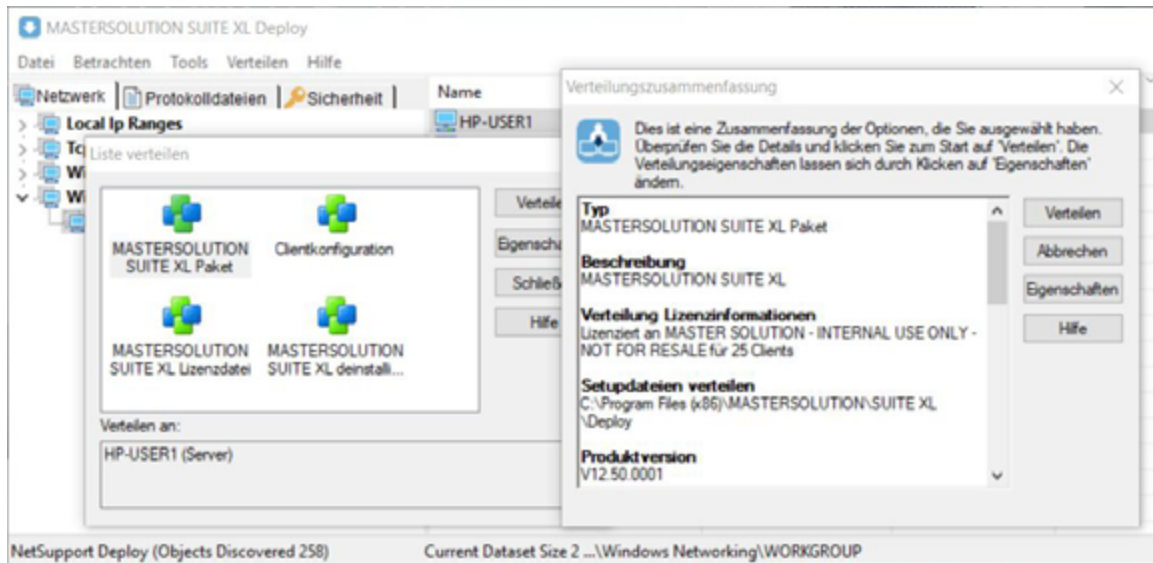 MASTERSOLUTION SUITE XL Deploy
Datei Betrachten Tools Verteilen Hilfe
Netzwerk Protokolldateien Sicherheit
Name
Local Ip Ranges
HP-USER1
Liste verteilen
MASTERSOLUTION
SUITE XL Paket
Clientkonfiguration
MASTERSOLUTION
SUITE XL Lizenzdatei
MASTERSOLUTION
SUITE XL deinstalli...
Verteile
Eigenscha
Schließ
Hilfe
Verteilen an:
HP-USER1 (Server)
Verteilungszusammenfassung
Dies ist eine Zusammenfassung der Optionen, die Sie ausgewählt haben.
Überprüfen Sie die Details und klicken Sie zum Start auf 'Verteilen'. Die
Verteilungseigenschaften lassen sich durch Klicken auf 'Eigenschaften'
ändern.
Typ
MASTERSOLUTION SUITE XL Paket
Beschreibung
MASTERSOLUTION SUITE XL
Verteilung Lizenzinformationen
Lizenziert an MASTER SOLUTION - INTERNAL USE ONLY -
NOT FOR RESALE für 25 Clients
Setupdateien verteilen
C:\Program Files (x86)\MASTERSOLUTION\SUITE XL
\Deploy
Produktversion
V12.50.0001
Verteilen
Abbrechen
Eigenschaften
Hilfe
NetSupport Deploy (Objects Discovered 258)
Current Dataset Size 2 ...\Windows Networking\WORKGROUP